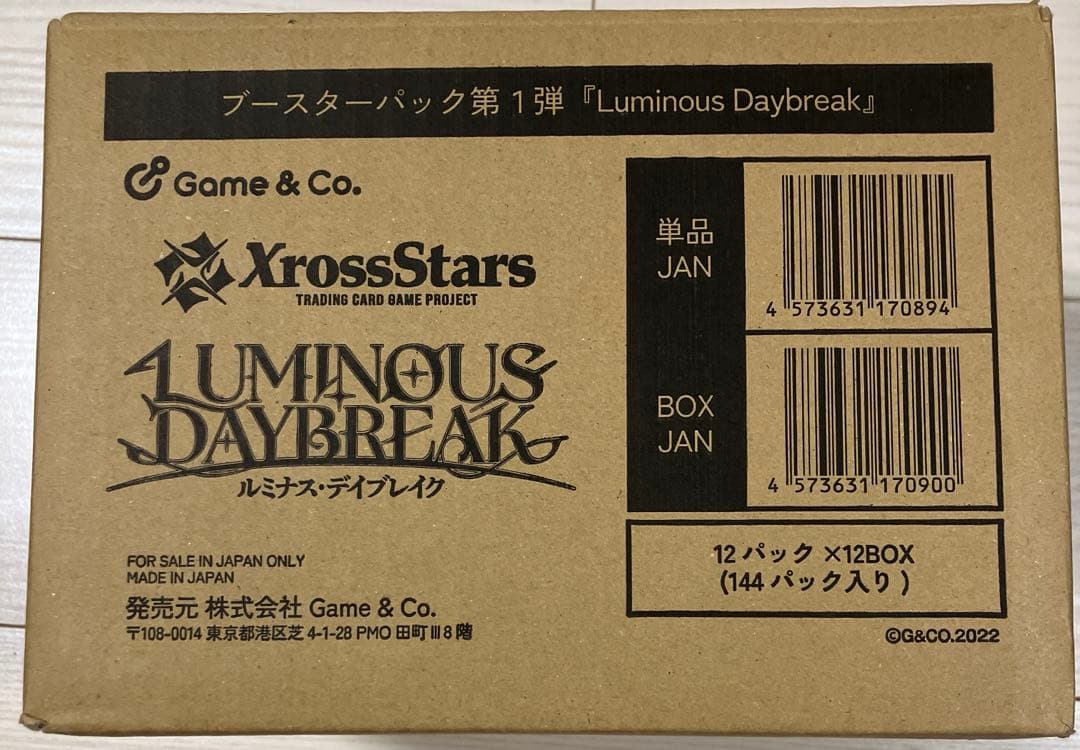 ブースターパック第1弾『Luminous Daybreak』
Game & Co.
XrossStars
TRADING CARD GAME PROJECT
LUMINOUS
DAYBREAK
ルミナス・デイブレイク
単品
JAN
4 573631 170894
BOX
JAN
4 573631 170900
12パック ×12BOX
(144パック入り)
FOR SALE IN JAPAN ONLY
MADE IN JAPAN
発売元 株式会社 Game & Co.
〒108-0014 東京都港区芝 4-1-28 PMO 田町Ⅲ8階
©G&CO.2022